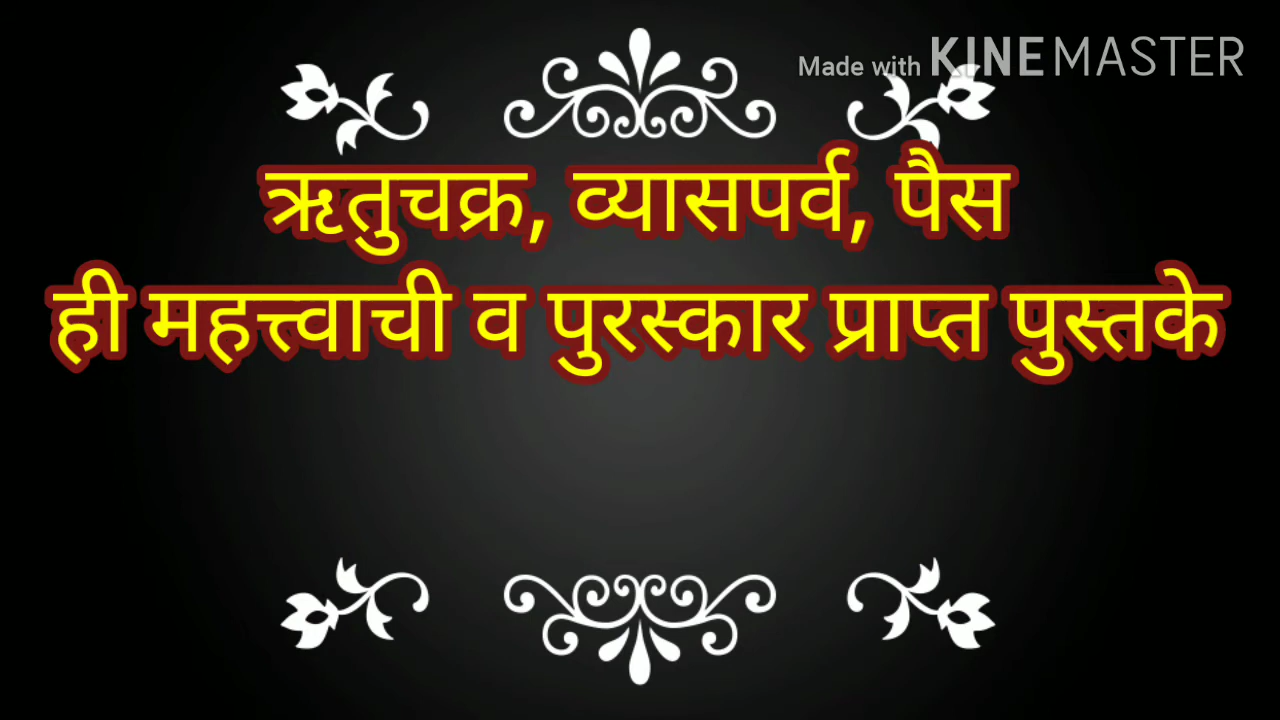 Made with KINEMASTER
ऋतुचक्र, व्यासपर्व, पैस
ही महत्त्वाची व पुरस्कार प्राप्त पुस्तके